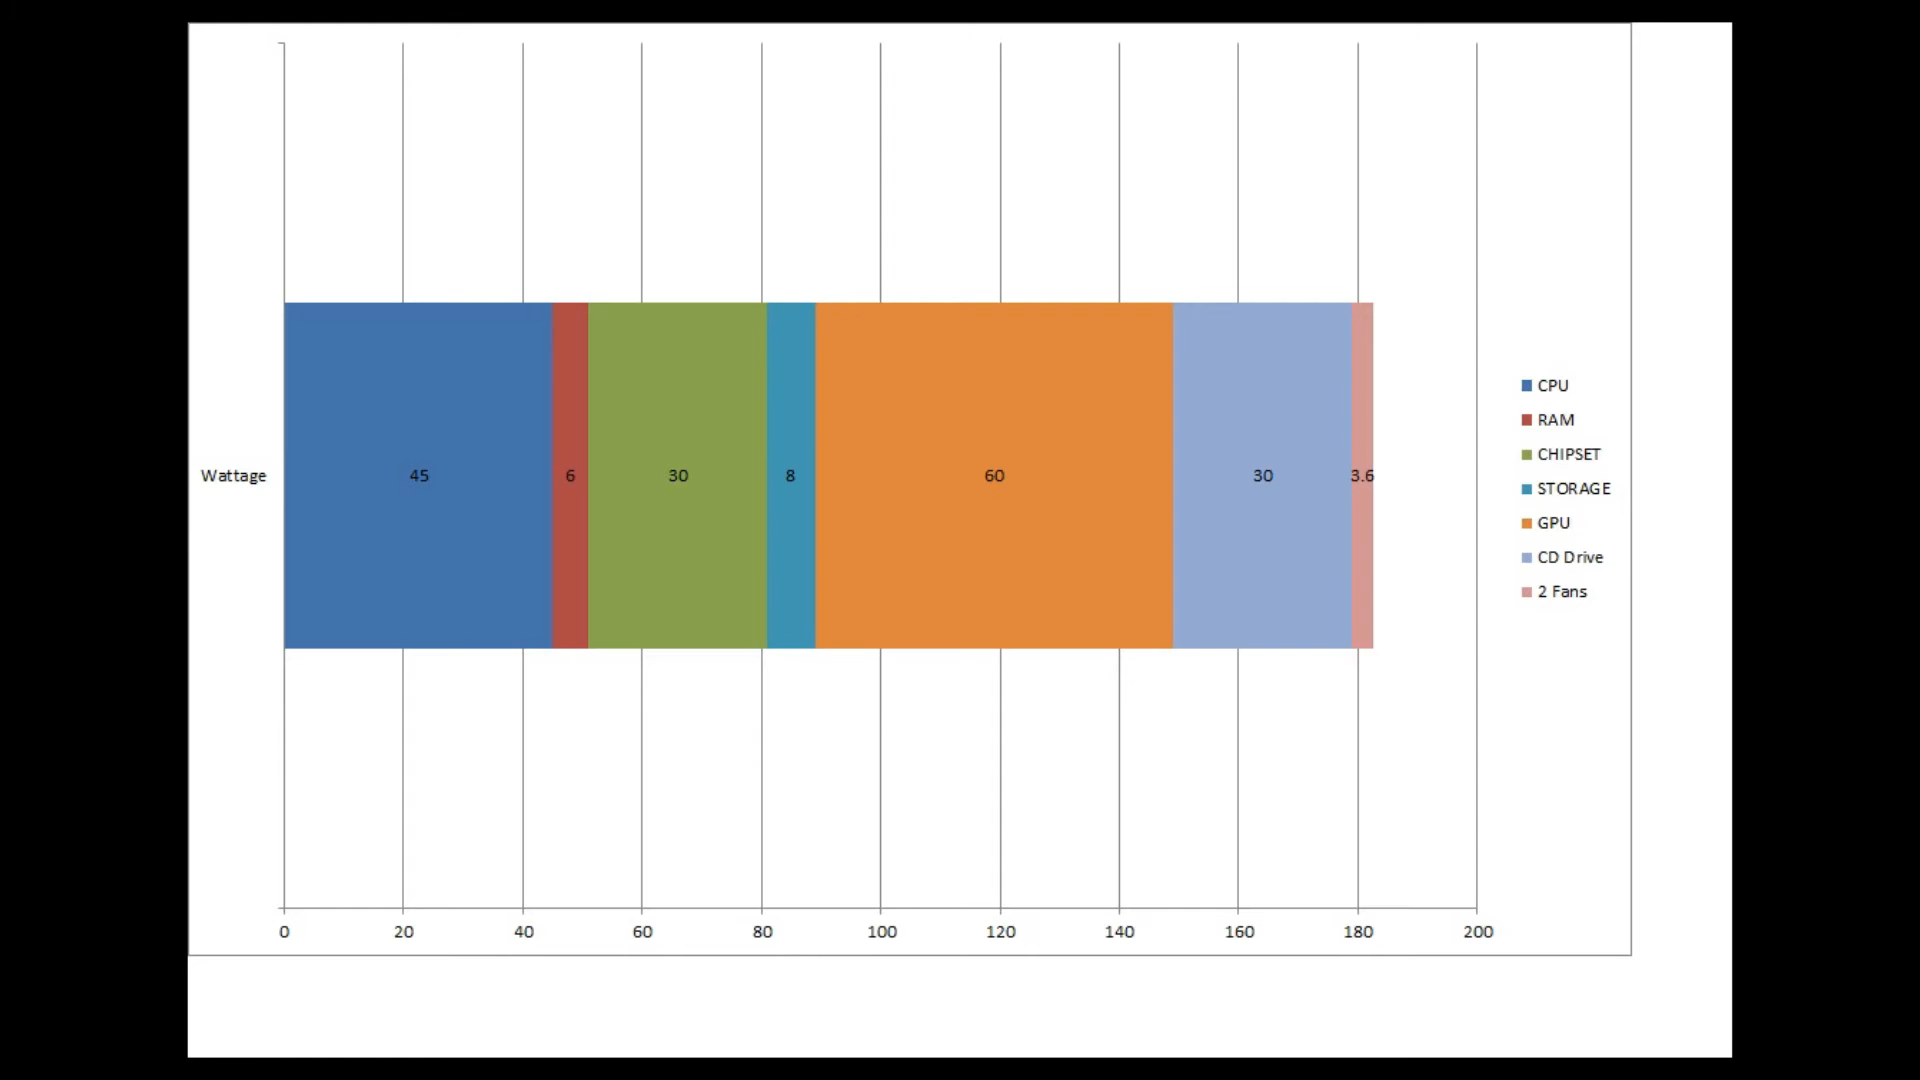 Wattage
45
6
30
8
60
30
3.6
CPU
RAM
CHIPSET
STORAGE
GPU
CD Drive
2 Fans
0 20 40 60 80 100 120 140 160 180 200